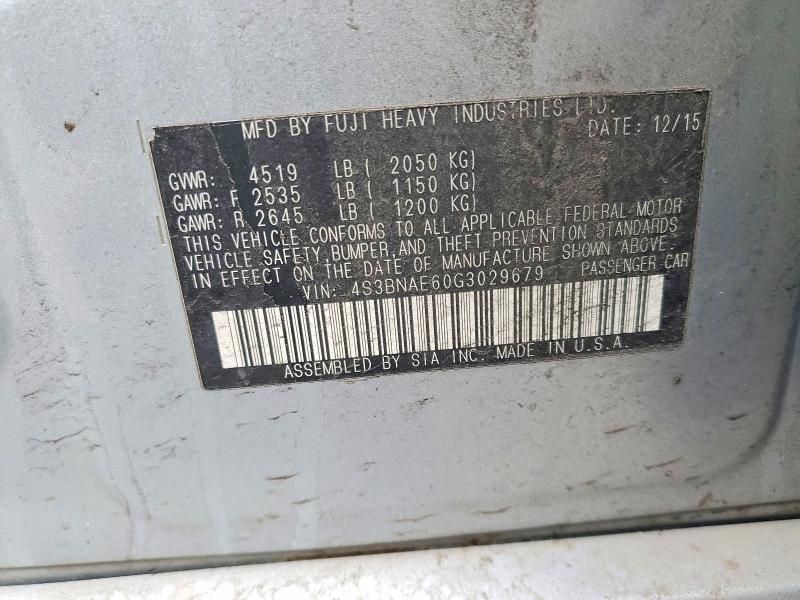 MFD BY FUJI HEAVY INDUSTRIES LTD.
DATE: 12/15
GVWR: 4519 LB ( 2050 KG)
GAWR: F 2535 LB ( 1150 KG)
GAWR: R 2645 LB ( 1200 KG)
THIS VEHICLE CONFORMS TO ALL APPLICABLE FEDERAL MOTOR
VEHICLE SAFETY, BUMPER, AND THEFT PREVENTION STANDARDS
IN EFFECT ON THE DATE OF MANUFACTURE SHOWN ABOVE.
VIN: 4S3BNAE60G3029679 PASSENGER CAR
ASSEMBLED BY SIA INC. MADE IN U.S.A.